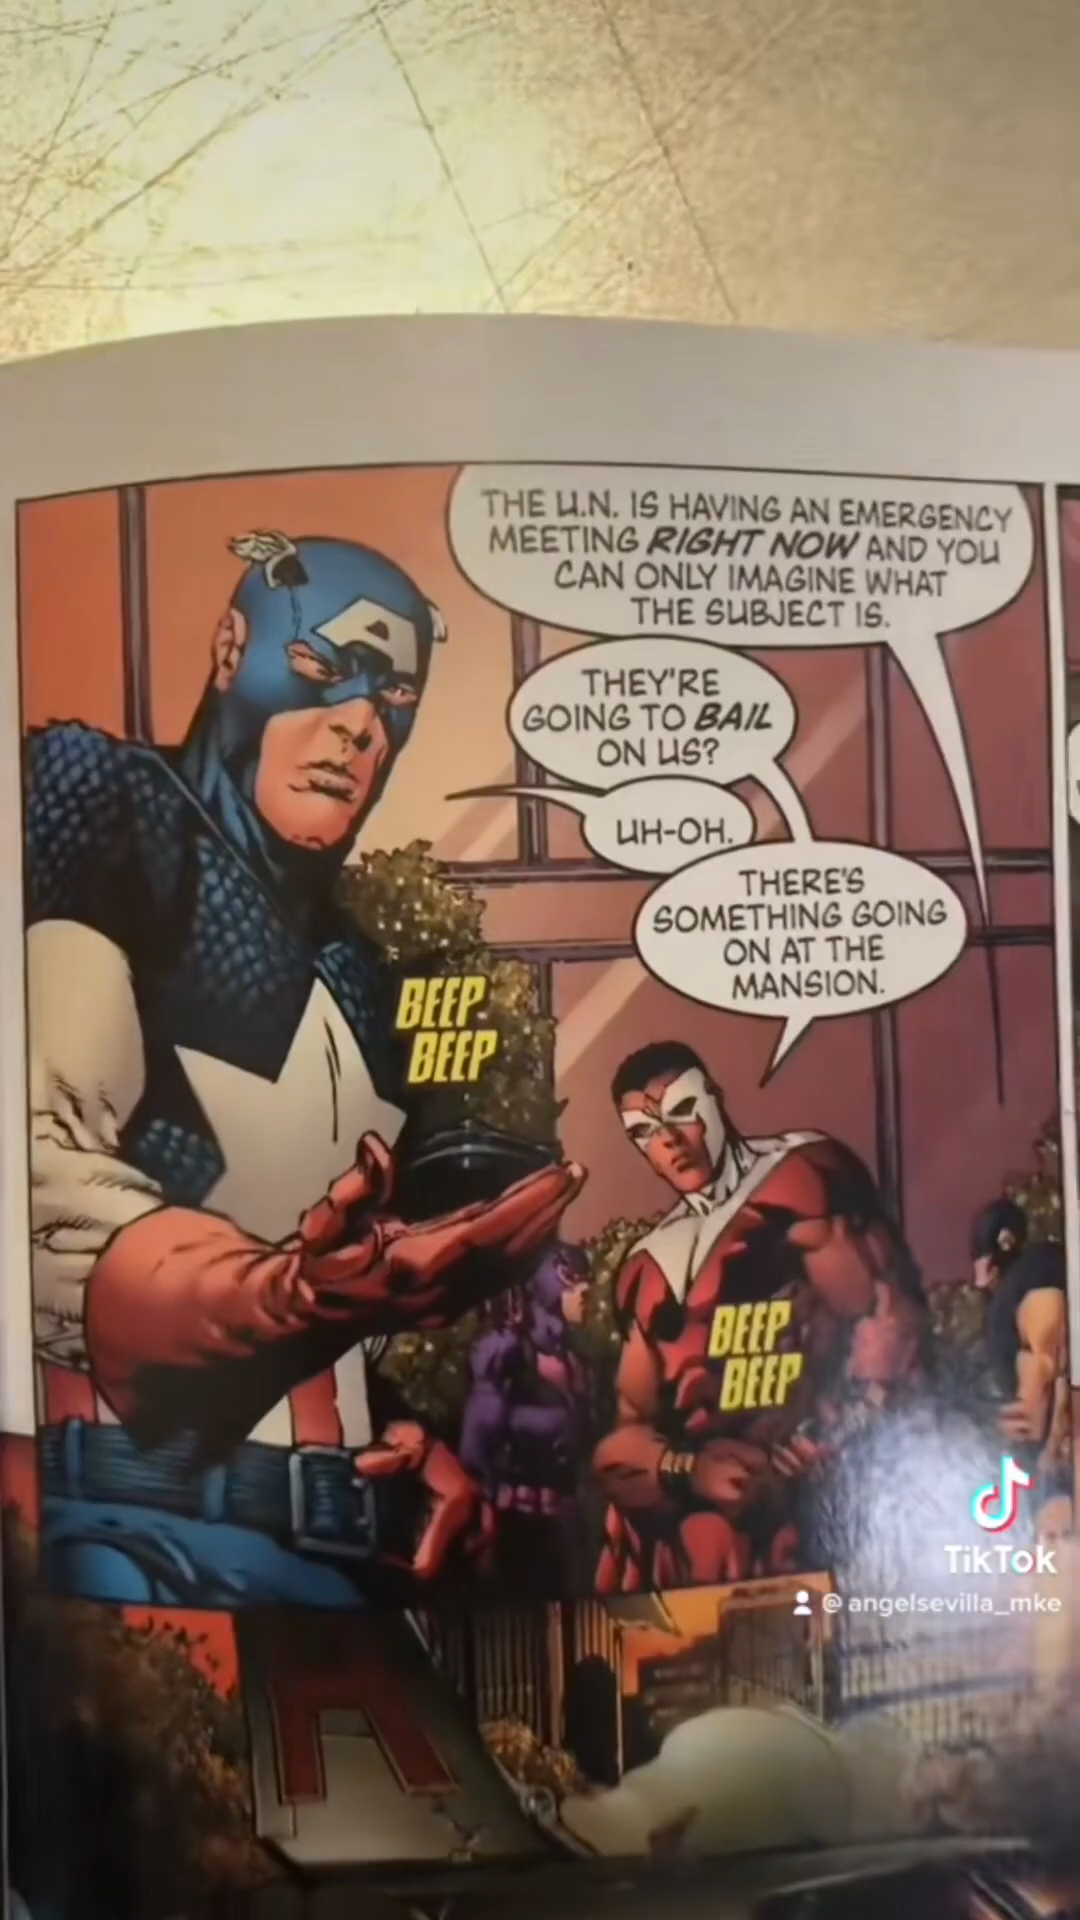 THE U.N. IS HAVING AN EMERGENCY
MEETING RIGHT NOW AND YOU
CAN ONLY IMAGINE WHAT
THE SUBJECT IS.
THEY'RE
GOING TO BAIL
ON US?
UH-OH.
THERE'S
SOMETHING GOING
ON AT THE
MANSION.
BEEP
BEEP
BEEP
BEEP
TikTok
@angelsevilla_mke